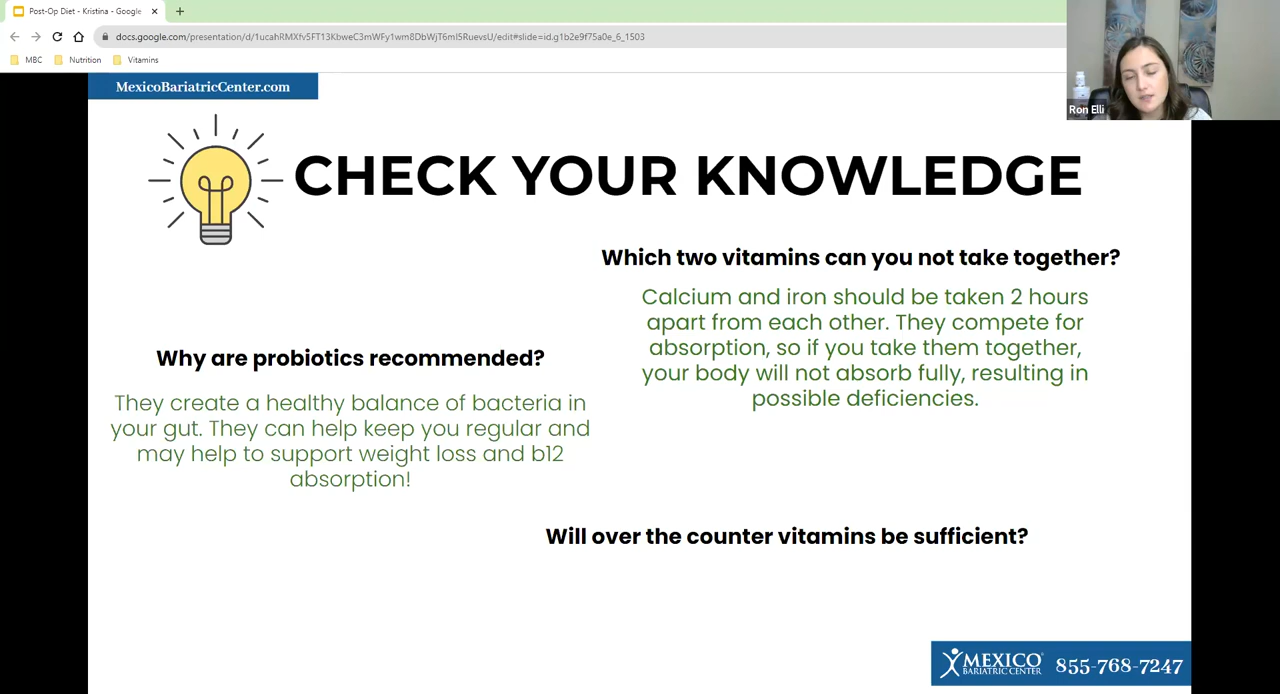 Post-Op Diet - Kristina - Google
docs.google.com/presentation/d/1ucahRMXfv5FT13KbweC3mWFy1wm8DbWjT6ml5RuevsU/edit#slide=id.g1b2e9f75a0e_6_1503
MBC
Nutrition
Vitamins
Ron Elli
MexicoBariatricCenter.com
CHECK YOUR KNOWLEDGE
Which two vitamins can you not take together?
Calcium and iron should be taken 2 hours
apart from each other. They compete for
absorption, so if you take them together,
your body will not absorb fully, resulting in
possible deficiencies.
Why are probiotics recommended?
They create a healthy balance of bacteria in
your gut. They can help keep you regular and
may help to support weight loss and b12
absorption!
Will over the counter vitamins be sufficient?
MEXICO
BARIATRIC CENTER
855-768-7247